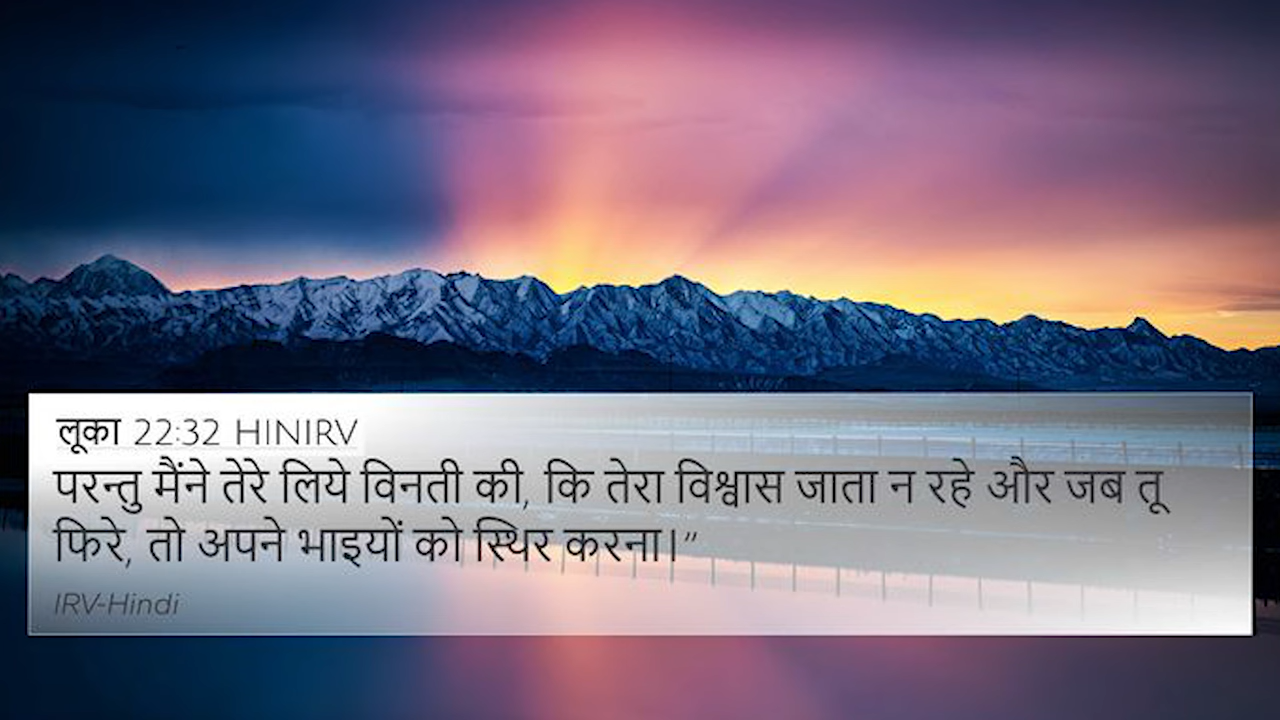 लूका 22:32 HINIRV
परन्तु मैंने तेरे लिये विनती की, कि तेरा विश्वास जाता न रहे और जब तू
फिरे, तो अपने भाइयों को स्थिर करना।”
IRV-Hindi